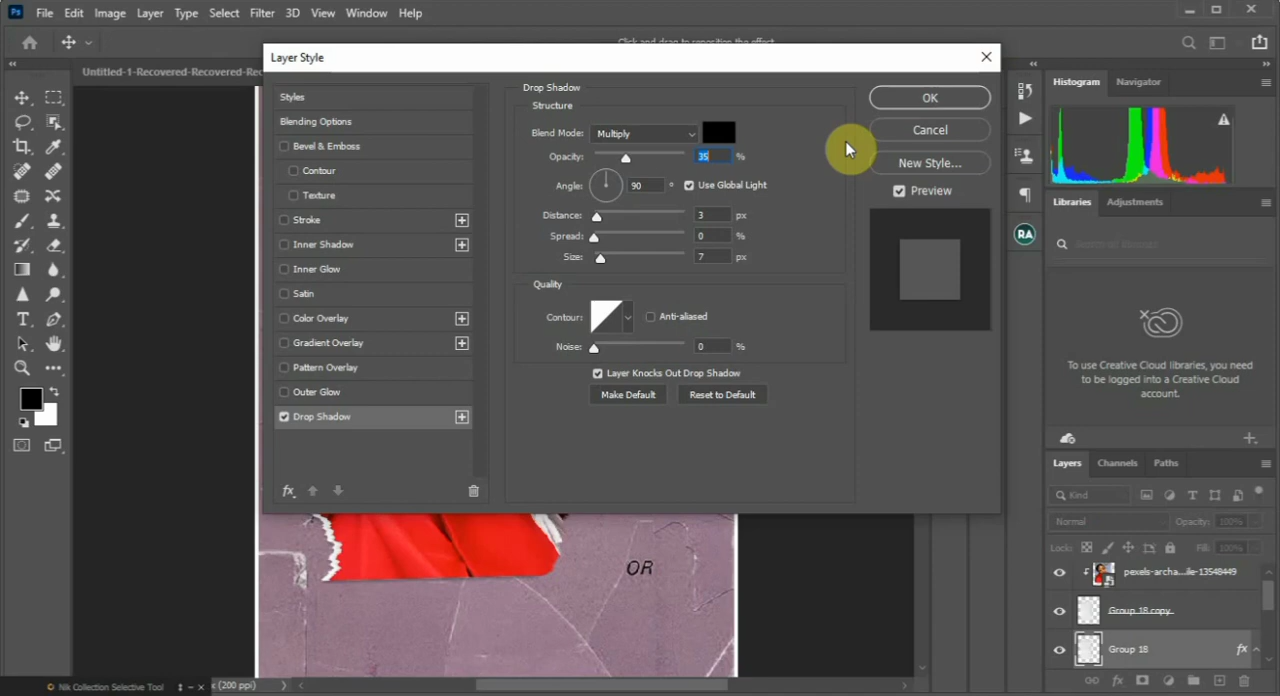 Ps File Edit Image Layer Type Select Filter 3D View Window Help
Click and drag to reposition the effect
Untitled-1-Recovered-Recovered-Rec
Layer Style
Styles
Blending Options
Bevel & Emboss
Contour
Texture
Stroke
Inner Shadow
Inner Glow
Satin
Color Overlay
Gradient Overlay
Pattern Overlay
Outer Glow
Drop Shadow
fx
Drop Shadow
Structure
Blend Mode: Multiply
Opacity: 35 %
Angle: 90 ° Use Global Light
Distance: 3 px
Spread: 0 %
Size: 7 px
Quality
Contour: Anti-aliased
Noise: 0 %
Layer Knocks Out Drop Shadow
Make Default Reset to Default
OK
Cancel
New Style...
Preview
OR
Nik Collection Selective Tool
(200 ppi)
Histogram Navigator
Libraries Adjustments
RA
To use Creative Cloud libraries, you need
to be logged into a Creative Cloud
account.
Layers Channels Paths
Kind
Normal Opacity: 100%
Lock: Fill: 100%
pexels-archa...ile-13548449
Group 18 copy
Group 18 fx
fx